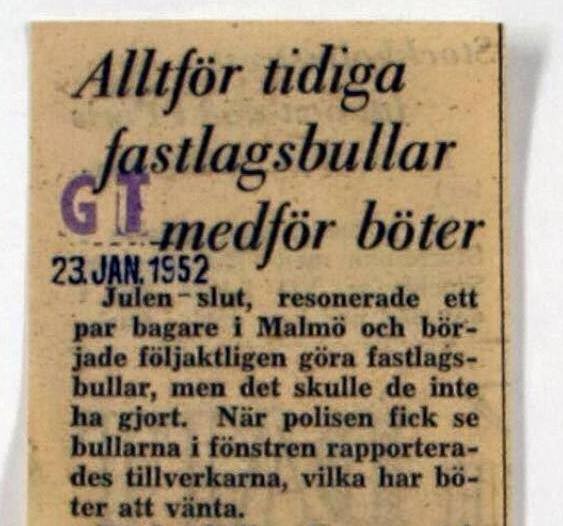 Alltför tidiga
fastlagsbullar
medför böter
GT
23. JAN. 1952
Julen slut, resonerade ett
par bagare i Malmö och bör-
jade följaktligen göra fastlags-
bullar, men det skulle de inte
ha gjort. När polisen fick se
bullarna i fönstren rapportera-
des tillverkarna, vilka har bö-
ter att vänta.